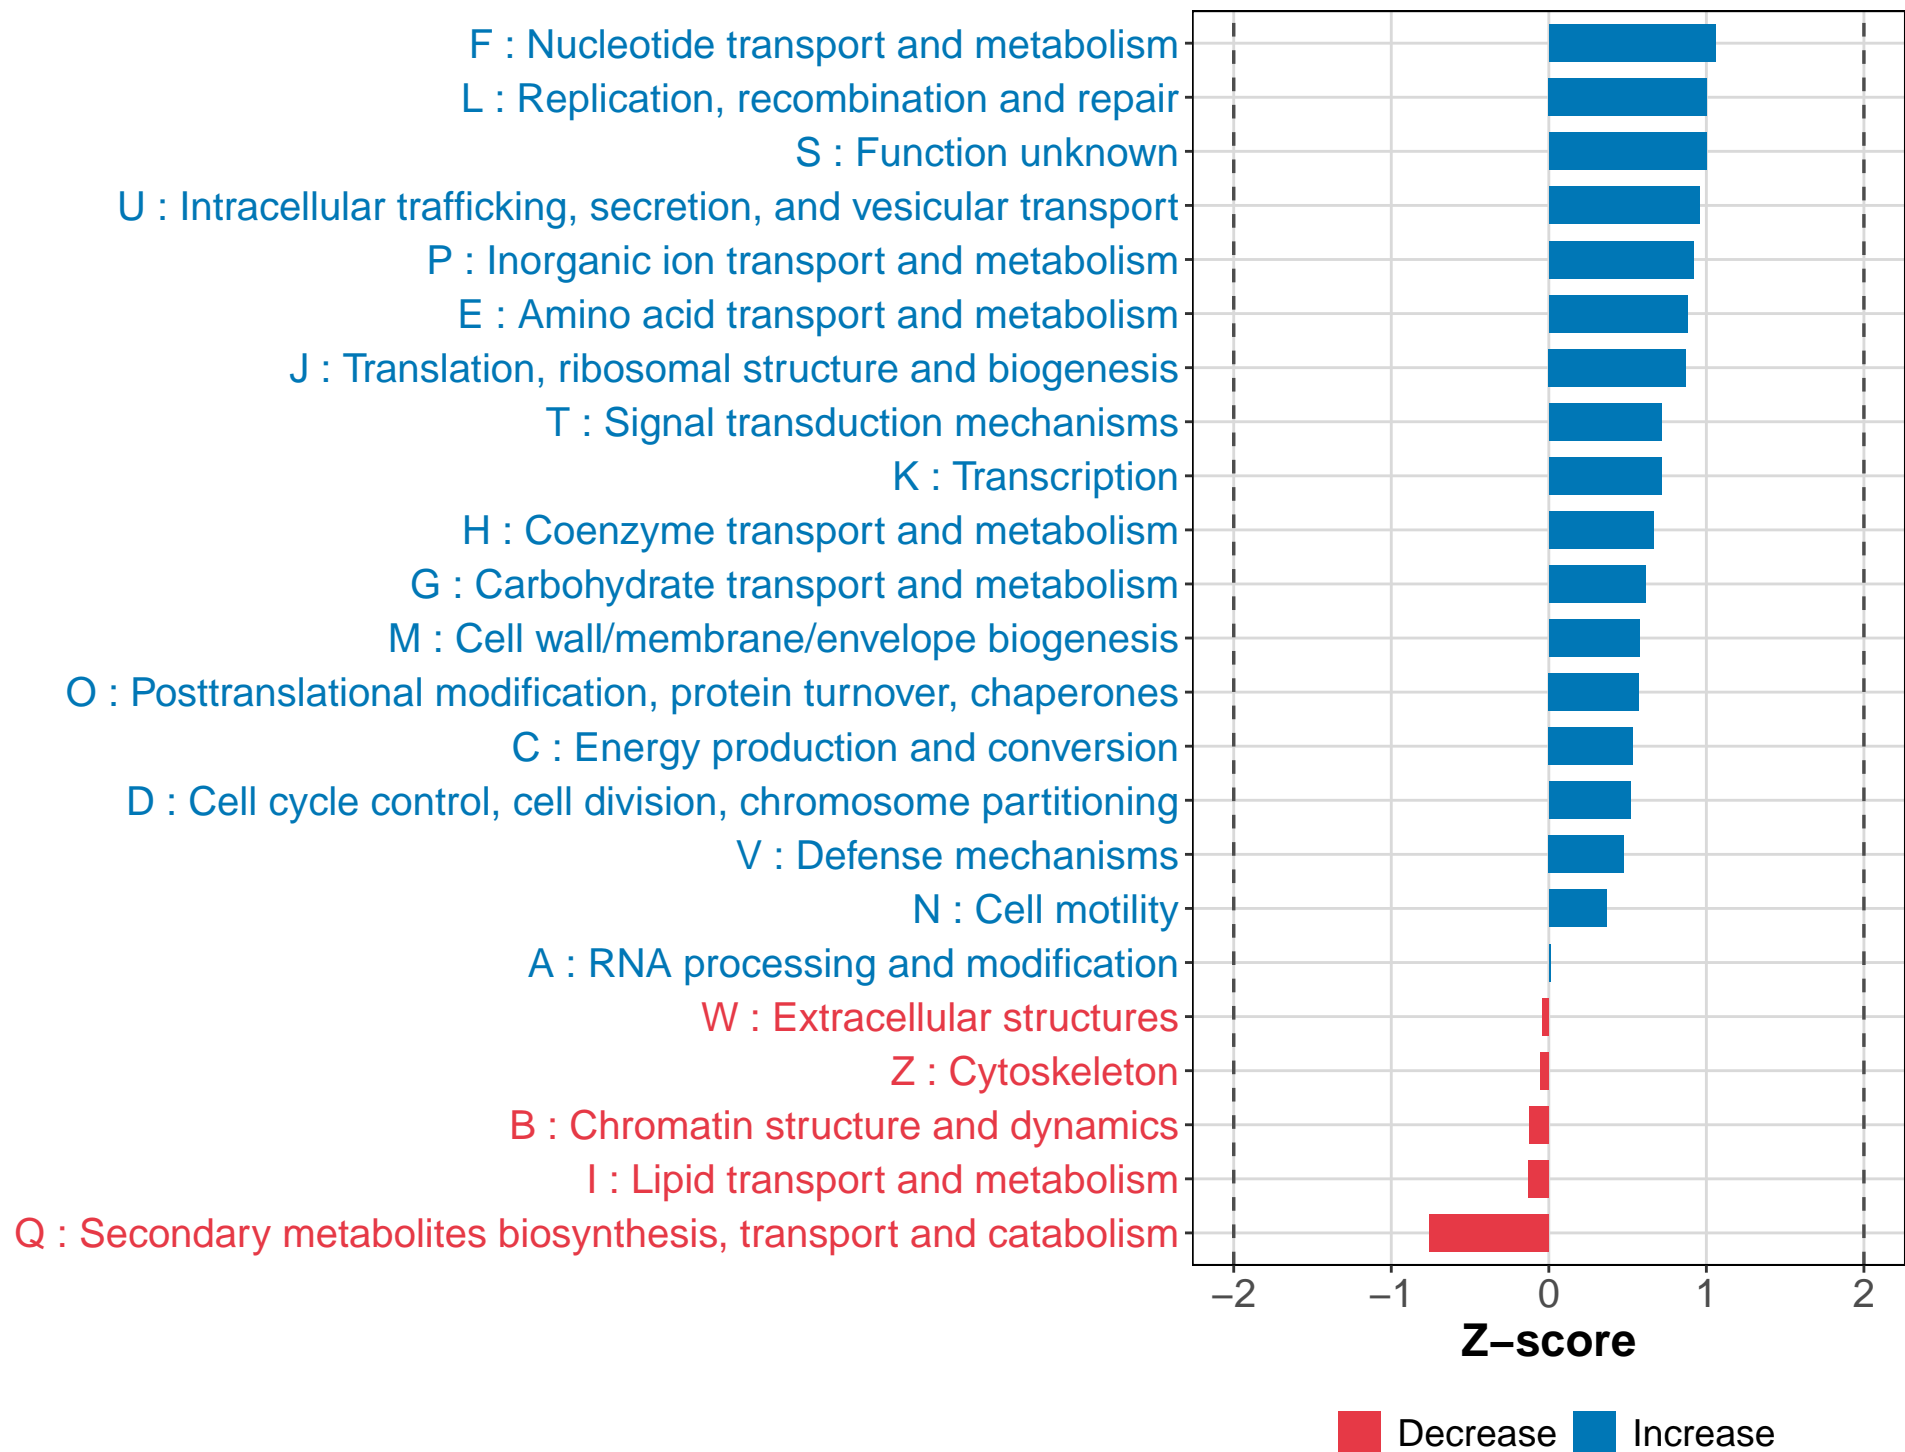 F : Nucleotide transport and metabolism
L : Replication, recombination and repair
S : Function unknown
U : Intracellular trafficking, secretion, and vesicular transport
P : Inorganic ion transport and metabolism
E : Amino acid transport and metabolism
J : Translation, ribosomal structure and biogenesis
T : Signal transduction mechanisms
K : Transcription
H : Coenzyme transport and metabolism
G : Carbohydrate transport and metabolism
M : Cell wall/membrane/envelope biogenesis
O : Posttranslational modification, protein turnover, chaperones
C : Energy production and conversion
D : Cell cycle control, cell division, chromosome partitioning
V : Defense mechanisms
N : Cell motility
A : RNA processing and modification
W : Extracellular structures
Z : Cytoskeleton
B : Chromatin structure and dynamics
I : Lipid transport and metabolism
Q : Secondary metabolites biosynthesis, transport and catabolism
−2 −1 0 1 2
Z−score
Decrease Increase